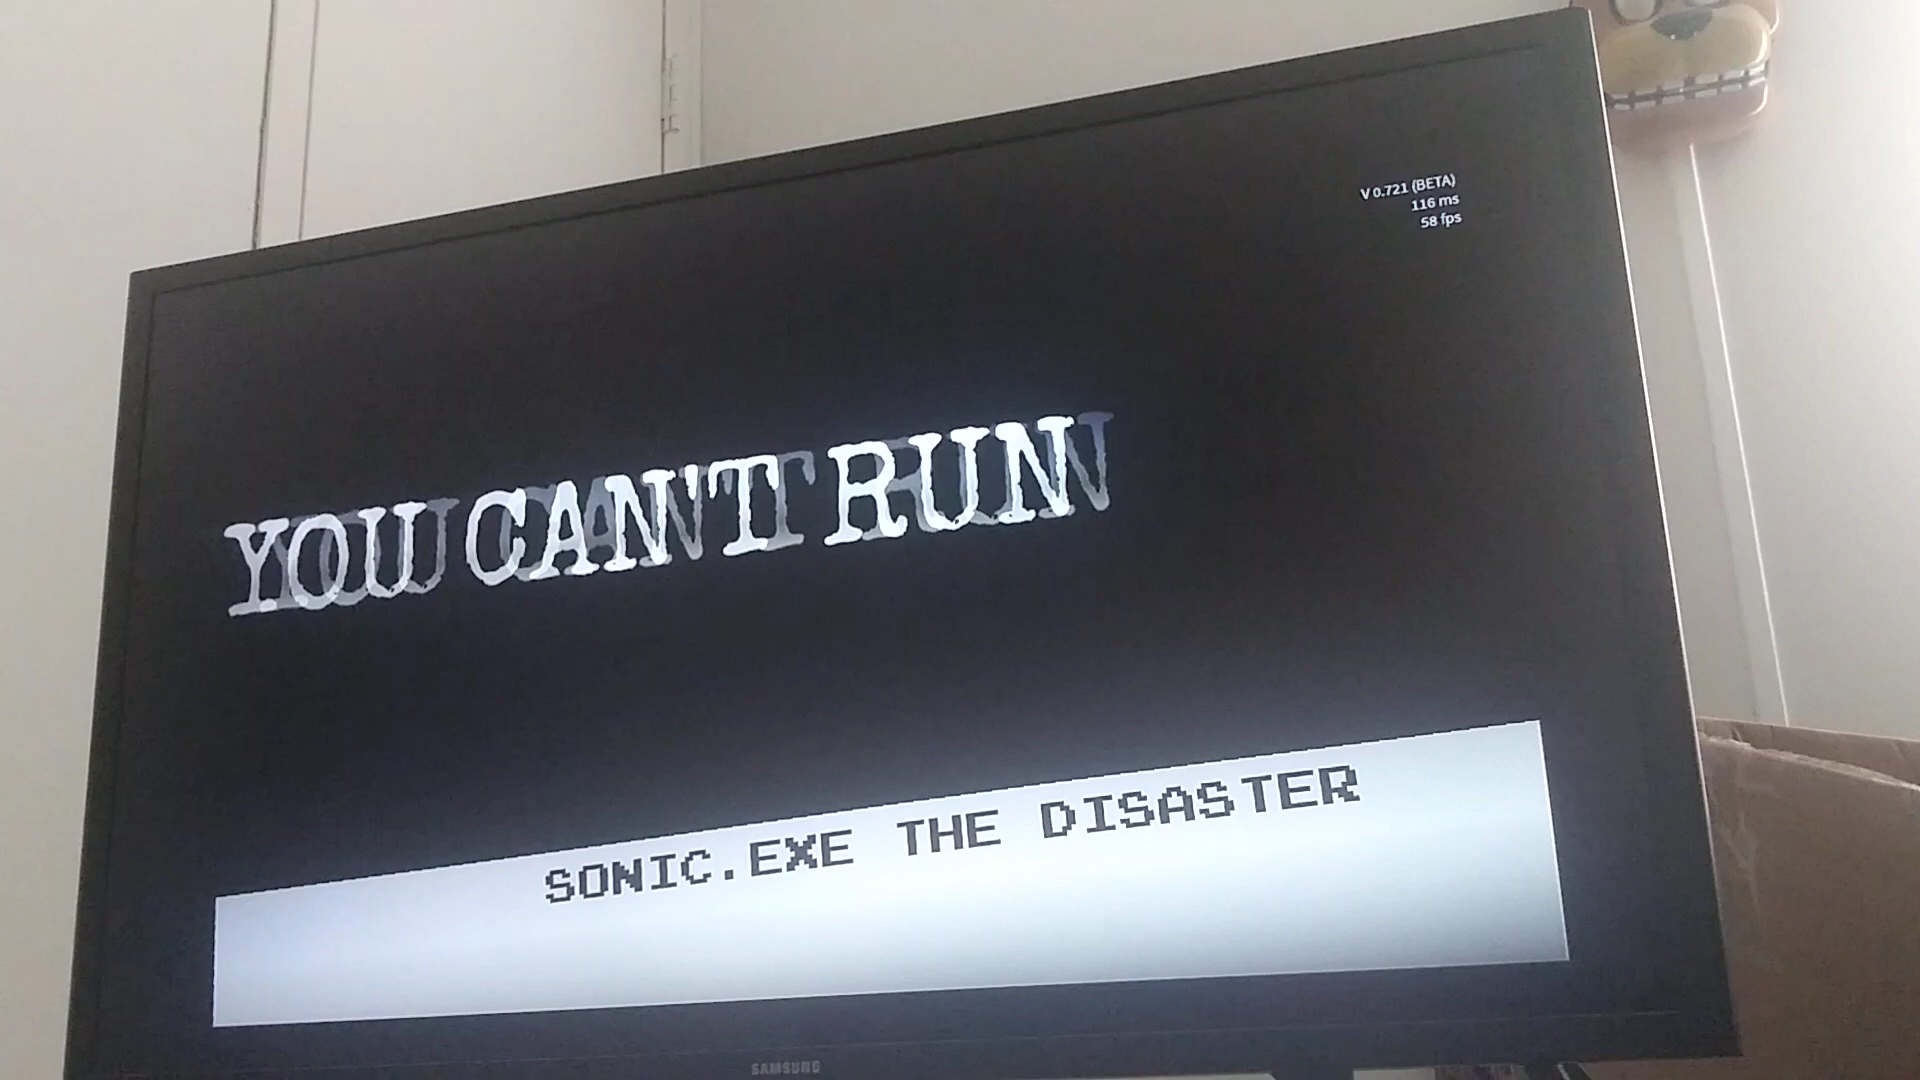 V 0.721 (BETA)
116 ms
58 fps
YOU CAN'T RUN
SONIC.EXE THE DISASTER
SAMSUNG